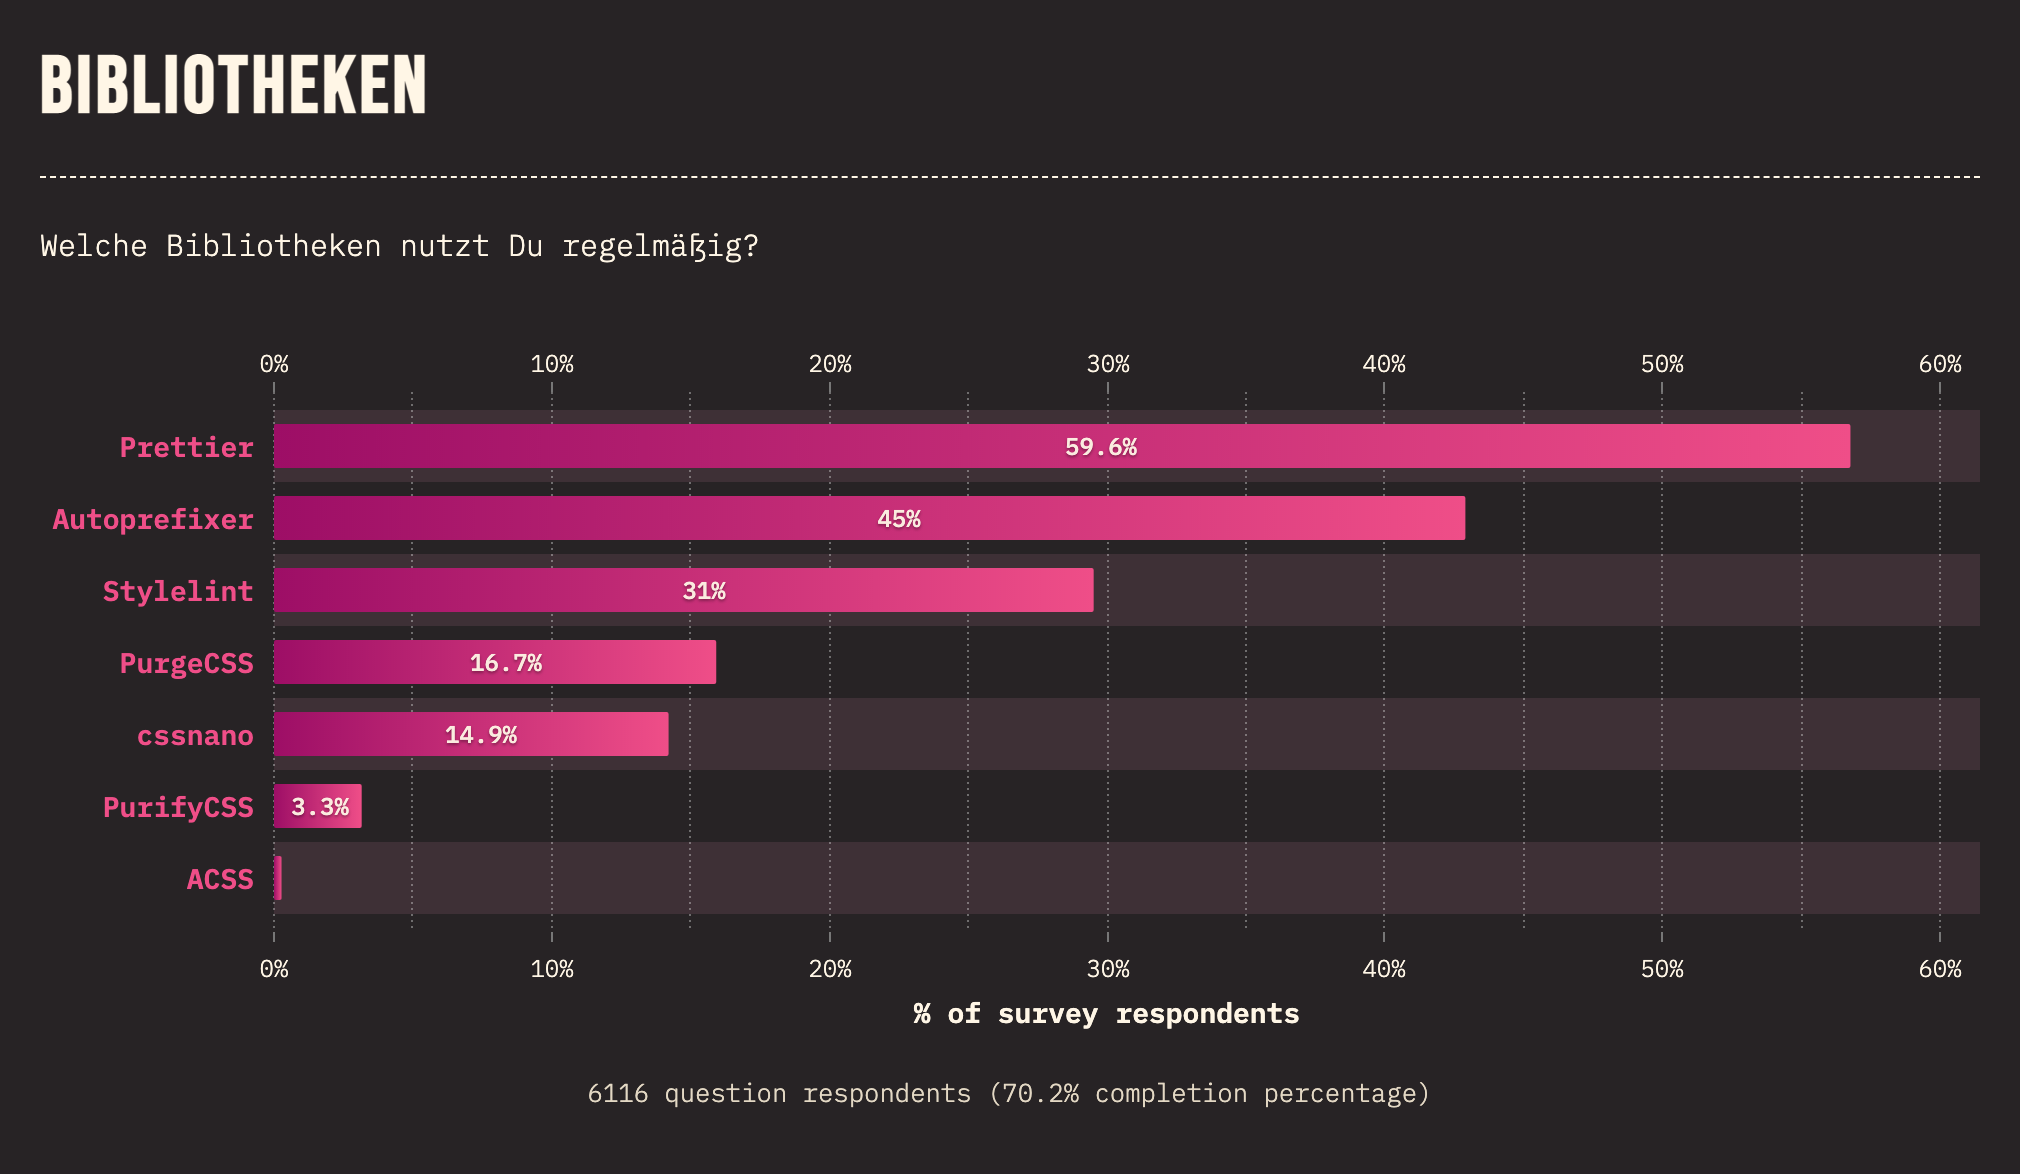 BIBLIOTHEKEN
Welche Bibliotheken nutzt Du regelmäßig?
0% 10% 20% 30% 40% 50% 60%
Prettier 59.6%
Autoprefixer 45%
Stylelint 31%
PurgeCSS 16.7%
cssnano 14.9%
PurifyCSS 3.3%
ACSS
0% 10% 20% 30% 40% 50% 60%
% of survey respondents
6116 question respondents (70.2% completion percentage)